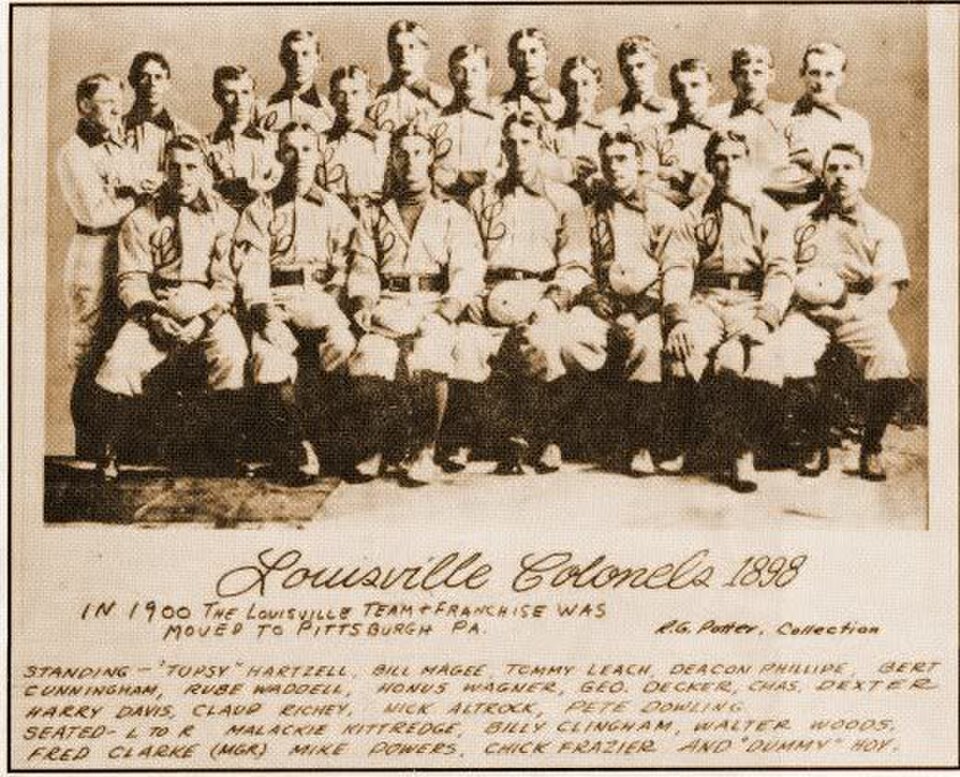 Louisville Colonels 1898
IN 1900 THE LOUISVILLE TEAM + FRANCHISE WAS
MOVED TO PITTSBURGH PA.
R.G. Potter, Collection
STANDING - "TOPSY" HARTZELL, BILL MAGEE, TOMMY LEACH, DEACON PHILLIDE, BERT
CUNNINGHAM, RUBE WADDELL, HONUS WAGNER, GEO. DECKER, CHAS. DEXTER
HARRY DAVIS, CLAUD RICHEY, NICK ALTROCK, PETE DOWLING
SEATED - L TO R MALACKIE KITTREDGE, BILLY CLINGHAM, WALTER WOODS,
FRED CLARKE (MGR) MIKE POWERS, CHICK FRAZIER AND "DUMMY" HOY.